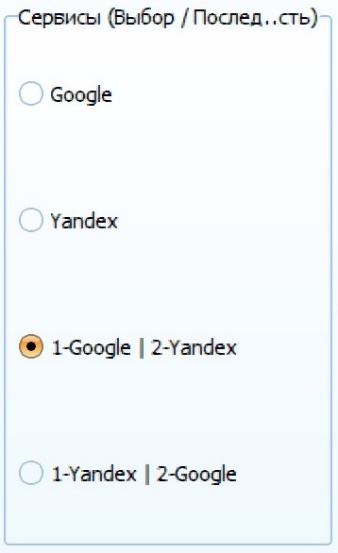 Сервисы (Выбор / Послед..сть)
Google
Yandex
1-Google | 2-Yandex
1-Yandex | 2-Google